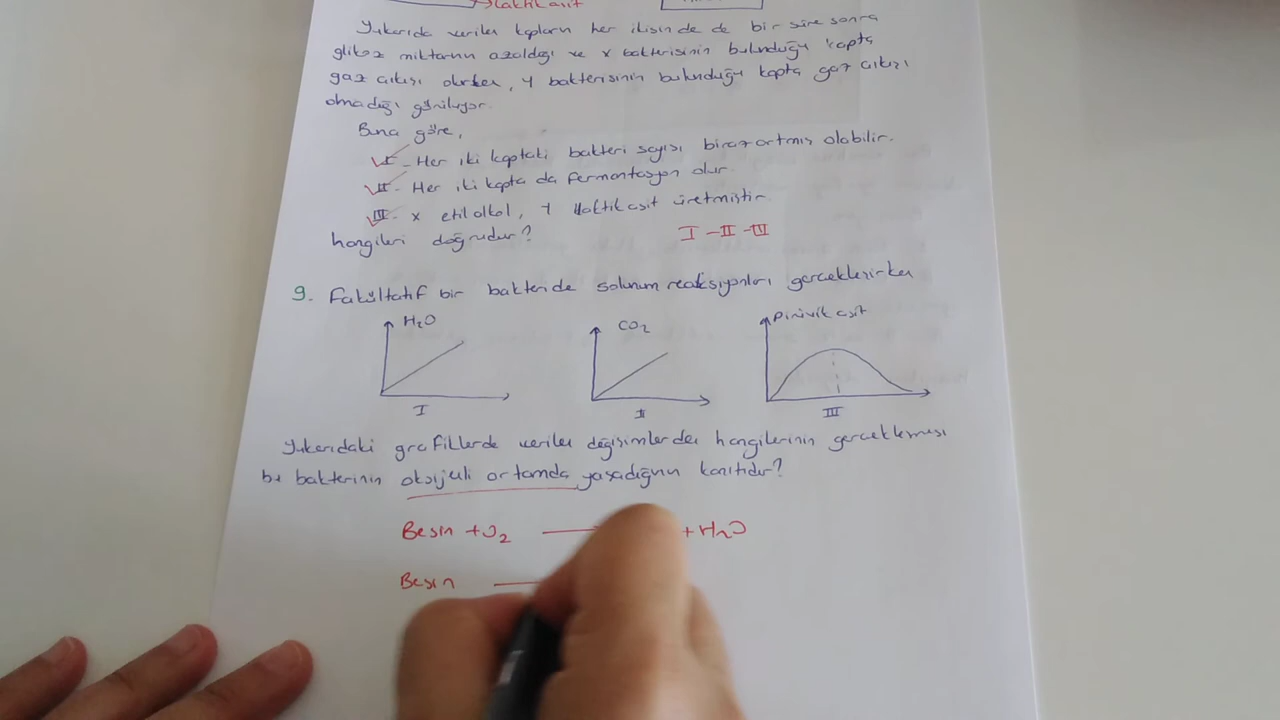 →Laktik asit
Yukarıda verilen kapların her ikisinde de bir süre sonra
glikoz miktarının azaldığı ve x bakterisinin bulunduğu kapta
gaz çıkışı olurken, y bakterisinin bulunduğu kapta gaz çıkışı
olmadığı görülüyor.
Buna göre,
I- Her iki kaptaki bakteri sayısı biraz artmış olabilir.
II- Her iki kapta da fermantasyon olur.
III- x etil alkol, y laktik asit üretmiştir
hangileri doğrudur?
I-II-III
9. Fakültatif bir bakteride solunum reaksiyonları gerçekleşirken
H₂O
CO₂
pirüvik asit
I
II
III
Yukarıdaki grafiklerde verilen değişimlerden hangilerinin gerçekleşmesi
bu bakterinin oksijenli ortamda yaşadığının kanıtıdır?
Besin + O₂ + H₂O
Besin